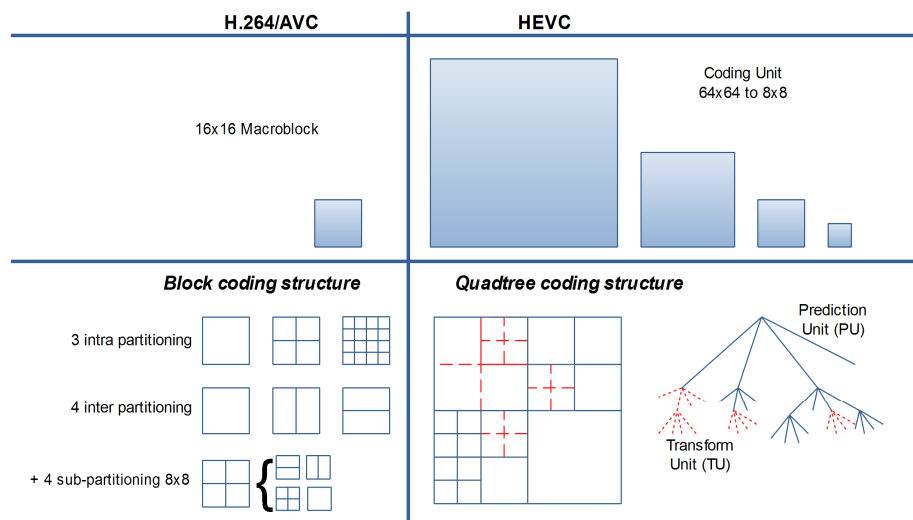 H.264/AVC
HEVC
16x16 Macroblock
Coding Unit
64x64 to 8x8
Block coding structure
Quadtree coding structure
3 intra partitioning
4 inter partitioning
+ 4 sub-partitioning 8x8
Prediction
Unit (PU)
Transform
Unit (TU)